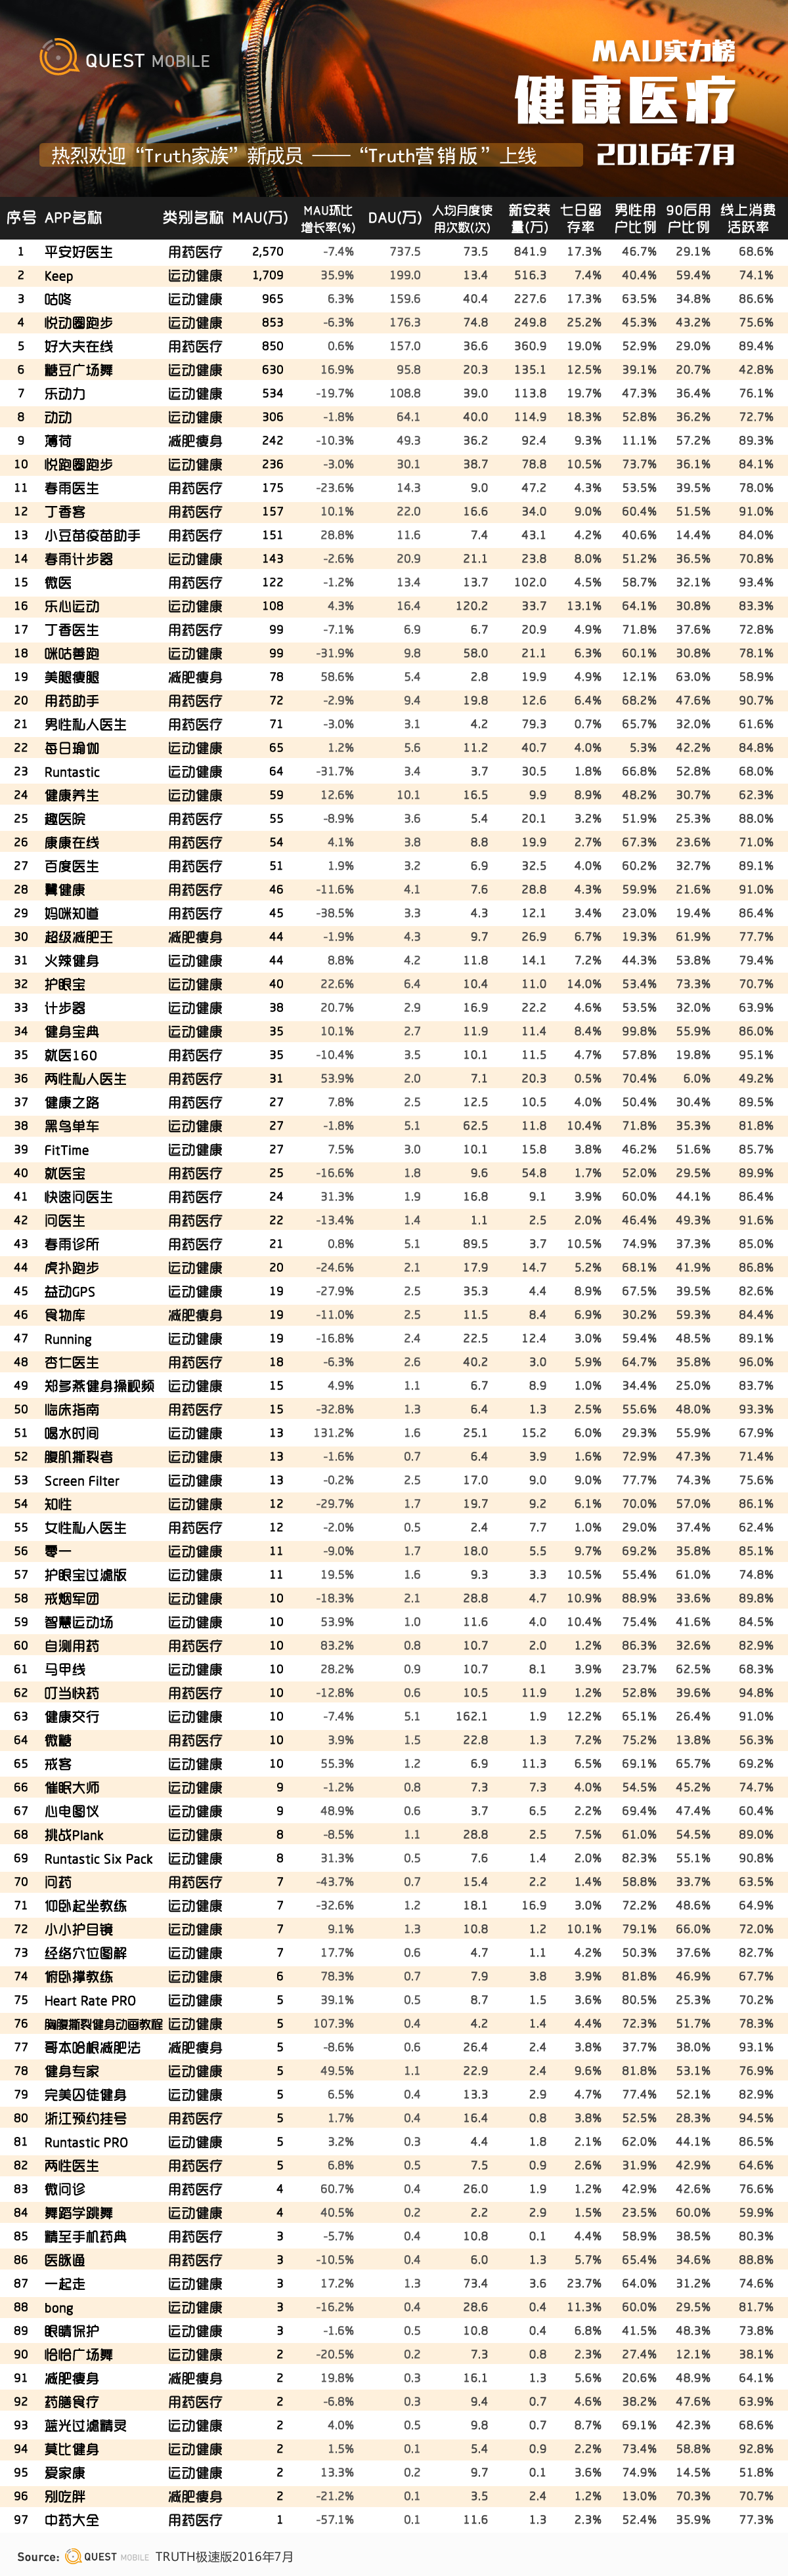 QUEST MOBILE
MAU实力榜
健康医疗
热烈欢迎“Truth家族”新成员 ——“Truth营销版”上线
2016年7月
序号 APP名称 类别名称 MAU(万) MAU环比增长率(%) DAU(万) 人均月度使用次数(次) 新安装量(万) 七日留存率 男性用户比例 90后用户比例 线上消费活跃率
1 平安好医生 用药医疗 2,570 -7.4% 737.5 73.5 841.9 17.3% 46.7% 29.1% 68.6%
2 Keep 运动健康 1,709 35.9% 199.0 13.4 516.3 7.4% 40.4% 59.4% 74.1%
3 咕咚 运动健康 965 6.3% 159.6 40.4 227.6 17.3% 63.5% 34.8% 86.6%
4 悦动圈跑步 运动健康 853 -6.3% 176.3 74.8 249.8 25.2% 45.3% 43.2% 75.6%
5 好大夫在线 用药医疗 850 0.6% 157.0 36.6 360.9 19.0% 52.9% 29.0% 89.4%
6 糖豆广场舞 运动健康 630 16.9% 95.8 20.3 135.1 12.5% 39.1% 20.7% 42.8%
7 乐动力 运动健康 534 -19.7% 108.8 39.0 113.8 19.7% 47.3% 36.4% 76.1%
8 动动 运动健康 306 -1.8% 64.1 40.0 114.9 18.3% 52.8% 36.2% 72.7%
9 薄荷 减肥瘦身 242 -10.3% 49.3 36.2 92.4 9.3% 11.1% 57.2% 89.3%
10 悦跑圈跑步 运动健康 236 -3.0% 30.1 38.7 78.8 10.5% 73.7% 36.1% 84.1%
11 春雨医生 用药医疗 175 -23.6% 14.3 9.0 47.2 4.3% 53.5% 39.5% 78.0%
12 丁香客 用药医疗 157 10.1% 22.0 16.6 34.0 9.0% 60.4% 51.5% 91.0%
13 小豆苗疫苗助手 用药医疗 151 28.8% 11.6 7.4 43.1 4.2% 40.6% 14.4% 84.0%
14 春雨计步器 运动健康 143 -2.6% 20.9 21.1 23.8 8.0% 51.2% 36.5% 70.8%
15 微医 用药医疗 122 -1.2% 13.4 13.7 102.0 4.5% 58.7% 32.1% 93.4%
16 乐心运动 运动健康 108 4.3% 16.4 120.2 33.7 13.1% 64.1% 30.8% 83.3%
17 丁香医生 用药医疗 99 -7.1% 6.9 6.7 20.9 4.9% 71.8% 37.6% 72.8%
18 咪咕善跑 运动健康 99 -31.9% 9.8 58.0 21.1 6.3% 60.1% 30.8% 78.1%
19 美腿瘦腿 减肥瘦身 78 58.6% 5.4 2.8 19.9 4.9% 12.1% 63.0% 58.9%
20 用药助手 用药医疗 72 -2.9% 9.4 19.8 12.6 6.4% 68.2% 47.6% 90.7%
21 男性私人医生 用药医疗 71 -3.0% 3.1 4.2 79.3 0.7% 65.7% 32.0% 61.6%
22 每日瑜伽 运动健康 65 1.2% 5.6 11.2 40.7 4.0% 5.3% 42.2% 84.8%
23 Runtastic 运动健康 64 -31.7% 3.4 3.7 30.5 1.8% 66.8% 52.8% 68.0%
24 健康养生 运动健康 59 12.6% 10.1 16.5 9.9 8.9% 48.2% 30.7% 62.3%
25 趣医院 用药医疗 55 -8.9% 3.6 5.4 20.1 3.2% 51.9% 25.3% 88.0%
26 康康在线 用药医疗 54 4.1% 3.8 8.8 19.9 2.7% 67.3% 23.6% 71.0%
27 百度医生 用药医疗 51 1.9% 3.2 6.9 32.5 4.0% 60.2% 32.7% 89.1%
28 翼健康 用药医疗 46 -11.6% 4.1 7.6 28.8 4.3% 59.9% 21.6% 91.0%
29 妈咪知道 用药医疗 45 -38.5% 3.3 4.3 12.1 3.4% 23.0% 19.4% 86.4%
30 超级减肥王 减肥瘦身 44 -1.9% 4.3 9.7 26.9 6.7% 19.3% 61.9% 77.7%
31 火辣健身 运动健康 44 8.8% 4.2 11.8 14.1 7.2% 44.3% 53.8% 79.4%
32 护眼宝 运动健康 40 22.6% 6.4 10.4 11.0 14.0% 53.4% 73.3% 70.7%
33 计步器 运动健康 38 20.7% 2.9 16.9 22.2 4.6% 53.5% 32.0% 63.9%
34 健身宝典 运动健康 35 10.1% 2.7 11.9 11.4 8.4% 99.8% 55.9% 86.0%
35 就医160 用药医疗 35 -10.4% 3.5 10.1 11.5 4.7% 57.8% 19.8% 95.1%
36 两性私人医生 用药医疗 31 53.9% 2.0 7.1 20.3 0.5% 70.4% 6.0% 49.2%
37 健康之路 用药医疗 27 7.8% 2.5 12.5 10.5 4.0% 50.4% 30.4% 89.5%
38 黑鸟单车 运动健康 27 -1.8% 5.1 62.5 11.8 10.4% 71.8% 35.3% 81.8%
39 FitTime 运动健康 27 7.5% 3.0 10.1 15.8 3.8% 46.2% 51.6% 85.7%
40 就医宝 用药医疗 25 -16.6% 1.8 9.6 54.8 1.7% 52.0% 29.5% 89.9%
41 快速问医生 用药医疗 24 31.3% 1.9 16.8 9.1 3.9% 60.0% 44.1% 86.4%
42 问医生 用药医疗 22 -13.4% 1.4 1.1 2.5 2.0% 46.4% 49.3% 91.6%
43 春雨诊所 用药医疗 21 0.8% 5.1 89.5 3.7 10.5% 74.9% 37.3% 85.0%
44 虎扑跑步 运动健康 20 -24.6% 2.1 17.9 14.7 5.2% 68.1% 41.9% 86.8%
45 益动GPS 运动健康 19 -27.9% 2.5 35.3 4.4 8.9% 67.5% 39.5% 82.6%
46 食物库 减肥瘦身 19 -11.0% 2.5 11.5 8.4 6.9% 30.2% 59.3% 84.4%
47 Running 运动健康 19 -16.8% 2.4 22.5 12.4 3.0% 59.4% 48.5% 89.1%
48 杏仁医生 用药医疗 18 -6.3% 2.6 40.2 3.0 5.9% 64.7% 35.8% 96.0%
49 郑多燕健身操视频 运动健康 15 4.9% 1.1 6.7 8.9 1.0% 34.4% 25.0% 83.7%
50 临床指南 用药医疗 15 -32.8% 1.3 6.4 1.3 2.5% 55.6% 48.0% 93.3%
51 喝水时间 运动健康 13 131.2% 1.6 25.1 15.2 6.0% 29.3% 55.9% 67.9%
52 腹肌撕裂者 运动健康 13 -1.6% 0.7 6.4 3.9 1.6% 72.9% 47.3% 71.4%
53 Screen Filter 运动健康 13 -0.2% 2.5 17.0 9.0 9.0% 77.7% 74.3% 75.6%
54 知性 运动健康 12 -29.7% 1.7 19.7 9.2 6.1% 70.0% 57.0% 86.1%
55 女性私人医生 用药医疗 12 -2.0% 0.5 2.4 7.7 1.0% 29.0% 37.4% 62.4%
56 零一 运动健康 11 -9.0% 1.7 18.0 5.5 9.7% 69.2% 35.8% 85.1%
57 护眼宝过滤版 运动健康 11 19.5% 1.6 9.3 3.3 10.5% 55.4% 61.0% 74.8%
58 戒烟军团 运动健康 10 -18.3% 2.1 28.8 4.7 10.9% 88.9% 33.6% 89.8%
59 智慧运动场 运动健康 10 53.9% 1.0 11.6 4.0 10.4% 75.4% 41.6% 84.5%
60 自测用药 用药医疗 10 83.2% 0.8 10.7 2.0 1.2% 86.3% 32.6% 82.9%
61 马甲线 运动健康 10 28.2% 0.9 10.7 8.1 3.9% 23.7% 62.5% 68.3%
62 叮当快药 用药医疗 10 -12.8% 0.6 10.5 11.9 1.2% 52.8% 39.6% 94.8%
63 健康交行 运动健康 10 -7.4% 5.1 162.1 1.9 12.2% 65.1% 26.4% 91.0%
64 微糖 用药医疗 10 3.9% 1.5 22.8 1.3 7.2% 75.2% 13.8% 56.3%
65 戒客 运动健康 10 55.3% 1.2 6.9 11.3 6.5% 69.1% 65.7% 69.2%
66 催眠大师 运动健康 9 -1.2% 0.8 7.3 7.3 4.0% 54.5% 45.2% 74.7%
67 心电图仪 运动健康 9 48.9% 0.6 3.7 6.5 2.2% 69.4% 47.4% 60.4%
68 挑战Plank 运动健康 8 -8.5% 1.1 28.8 2.5 7.5% 61.0% 54.5% 89.0%
69 Runtastic Six Pack 运动健康 8 31.3% 0.5 7.6 1.4 2.0% 82.3% 55.1% 90.8%
70 问药 用药医疗 7 -43.7% 0.7 15.4 2.2 1.4% 58.8% 33.7% 63.5%
71 仰卧起坐教练 运动健康 7 -32.6% 1.2 18.1 16.9 3.0% 72.2% 48.6% 64.9%
72 小小护目镜 运动健康 7 9.1% 1.3 10.8 1.2 10.1% 79.1% 66.0% 72.0%
73 经络穴位图解 运动健康 7 17.7% 0.6 4.7 1.1 4.2% 50.3% 37.6% 82.7%
74 俯卧撑教练 运动健康 6 78.3% 0.7 7.9 3.8 3.9% 81.8% 46.9% 67.7%
75 Heart Rate PRO 运动健康 5 39.1% 0.5 8.7 1.5 3.6% 80.5% 25.3% 70.2%
76 胸腹撕裂健身动画教程 运动健康 5 107.3% 0.4 4.2 1.4 4.4% 72.3% 51.7% 78.3%
77 哥本哈根减肥法 减肥瘦身 5 -8.6% 0.6 26.4 2.4 3.8% 37.7% 38.0% 93.1%
78 健身专家 运动健康 5 49.5% 1.1 22.9 2.4 9.6% 81.8% 53.1% 76.9%
79 完美囚徒健身 运动健康 5 6.5% 0.4 13.3 2.9 4.7% 77.4% 52.1% 82.9%
80 浙江预约挂号 用药医疗 5 1.7% 0.4 16.4 0.8 3.8% 52.5% 28.3% 94.5%
81 Runtastic PRO 运动健康 5 3.2% 0.3 4.4 1.8 2.1% 62.0% 44.1% 86.5%
82 两性医生 用药医疗 5 6.8% 0.5 7.5 0.9 2.6% 31.9% 42.9% 64.6%
83 微问诊 用药医疗 4 60.7% 0.4 26.0 1.9 1.2% 42.9% 42.6% 76.6%
84 舞蹈学跳舞 运动健康 4 40.5% 0.2 2.2 2.9 1.5% 23.5% 60.0% 59.9%
85 精至手机药典 用药医疗 3 -5.7% 0.4 10.8 0.1 4.4% 58.9% 38.5% 80.3%
86 医脉通 用药医疗 3 -10.5% 0.4 6.0 1.3 5.7% 65.4% 34.6% 88.8%
87 一起走 运动健康 3 17.2% 1.3 73.4 3.6 23.7% 64.0% 31.2% 74.6%
88 bong 运动健康 3 -16.2% 0.4 28.6 0.4 11.3% 60.0% 29.5% 81.7%
89 眼睛保护 运动健康 3 -1.6% 0.5 10.8 0.4 6.8% 41.5% 48.3% 73.8%
90 恰恰广场舞 运动健康 2 -20.5% 0.2 7.3 0.8 2.3% 27.4% 12.1% 38.1%
91 减肥瘦身 减肥瘦身 2 19.8% 0.3 16.1 1.3 5.6% 20.6% 48.9% 64.1%
92 药膳食疗 用药医疗 2 -6.8% 0.3 9.4 0.7 4.6% 38.2% 47.6% 63.9%
93 蓝光过滤精灵 运动健康 2 4.0% 0.5 9.8 0.7 8.7% 69.1% 42.3% 68.6%
94 莫比健身 运动健康 2 1.5% 0.1 5.4 0.9 2.2% 73.4% 58.8% 92.8%
95 爱家康 运动健康 2 13.3% 0.2 9.7 0.1 3.6% 74.9% 14.5% 51.8%
96 别吃胖 减肥瘦身 2 -21.2% 0.1 3.5 2.4 1.2% 13.0% 70.3% 70.7%
97 中药大全 用药医疗 1 -57.1% 0.1 11.6 1.3 2.3% 52.4% 35.9% 77.3%
Source: QUEST MOBILE TRUTH极速版2016年7月